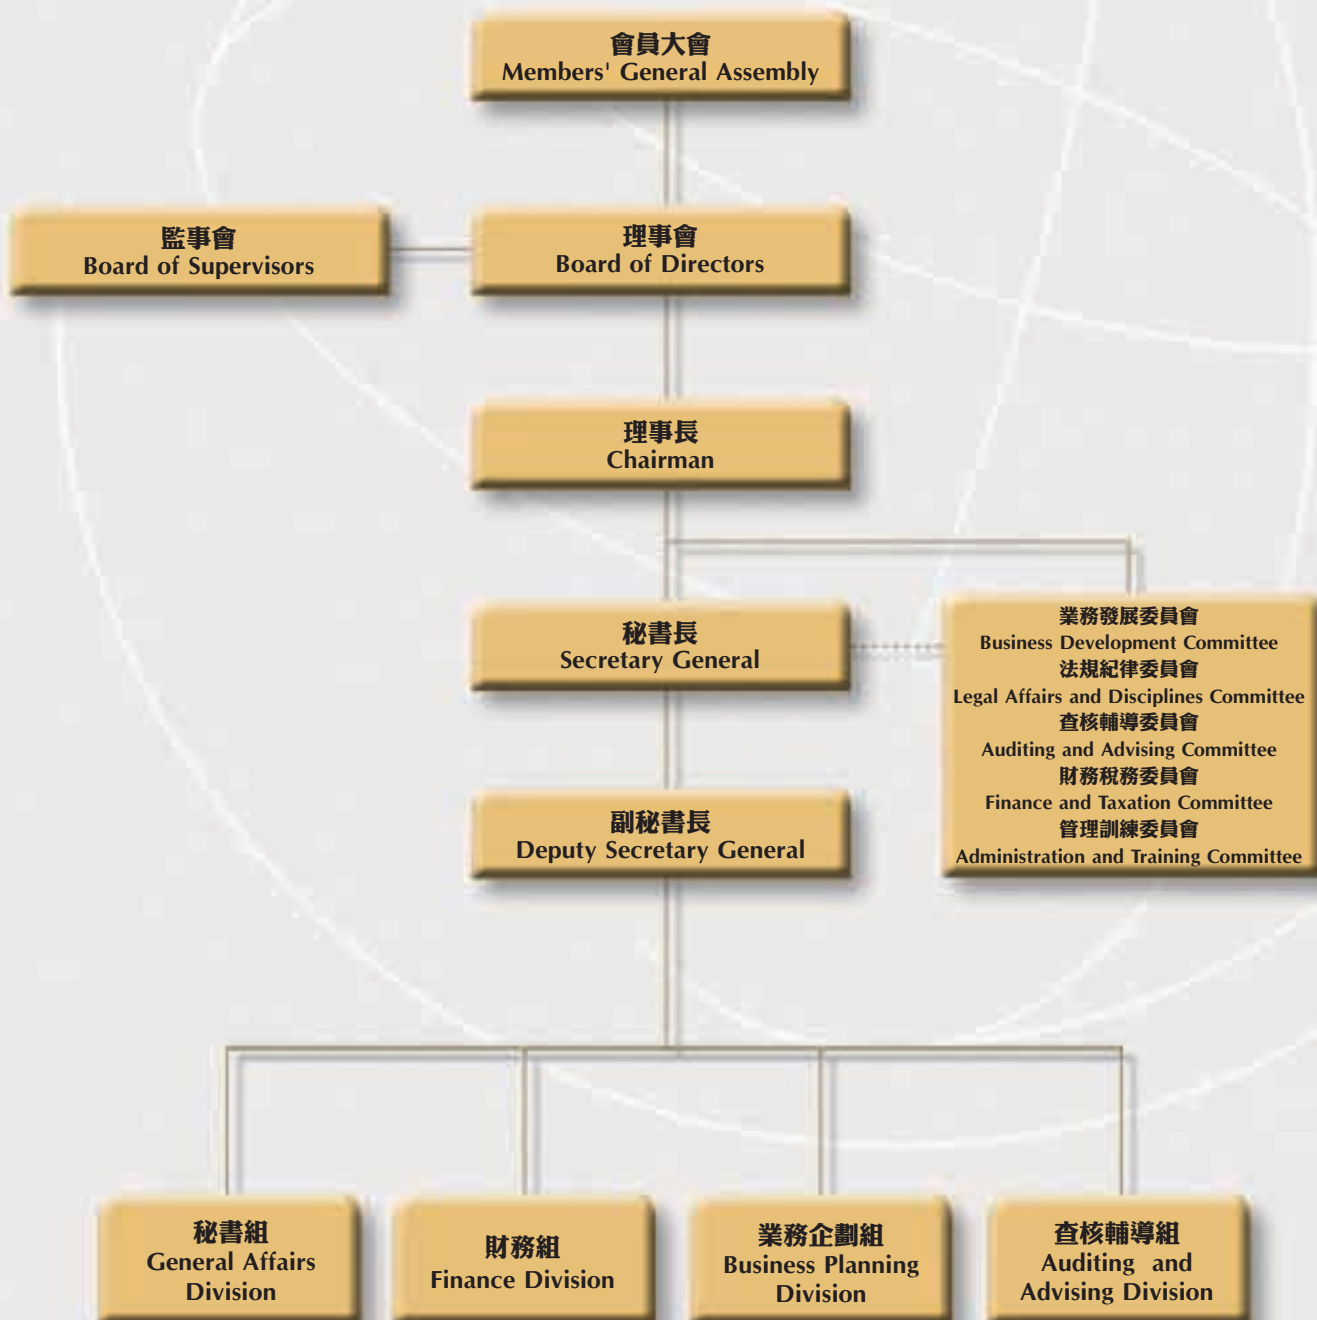 會員大會
Members' General Assembly
監事會
Board of Supervisors
理事會
Board of Directors
理事長
Chairman
秘書長
Secretary General
業務發展委員會
Business Development Committee
法規紀律委員會
Legal Affairs and Disciplines Committee
查核輔導委員會
Auditing and Advising Committee
財務稅務委員會
Finance and Taxation Committee
管理訓練委員會
Administration and Training Committee
副秘書長
Deputy Secretary General
秘書組
General Affairs
Division
財務組
Finance Division
業務企劃組
Business Planning
Division
查核輔導組
Auditing and
Advising Division